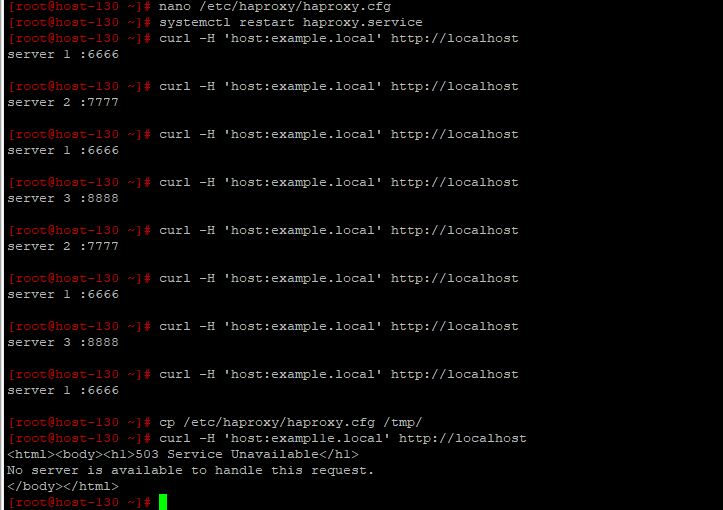 [root@host-130 ~]# nano /etc/haproxy/haproxy.cfg
[root@host-130 ~]# systemctl restart haproxy.service
[root@host-130 ~]# curl -H 'host:example.local' http://localhost
server 1 :6666
[root@host-130 ~]# curl -H 'host:example.local' http://localhost
server 2 :7777
[root@host-130 ~]# curl -H 'host:example.local' http://localhost
server 1 :6666
[root@host-130 ~]# curl -H 'host:example.local' http://localhost
server 3 :8888
[root@host-130 ~]# curl -H 'host:example.local' http://localhost
server 2 :7777
[root@host-130 ~]# curl -H 'host:example.local' http://localhost
server 1 :6666
[root@host-130 ~]# curl -H 'host:example.local' http://localhost
server 3 :8888
[root@host-130 ~]# curl -H 'host:example.local' http://localhost
server 1 :6666
[root@host-130 ~]# cp /etc/haproxy/haproxy.cfg /tmp/
[root@host-130 ~]# curl -H 'host:examp1le.local' http://localhost
<html><body><h1>503 Service Unavailable</h1>
No server is available to handle this request.
</body></html>
[root@host-130 ~]#